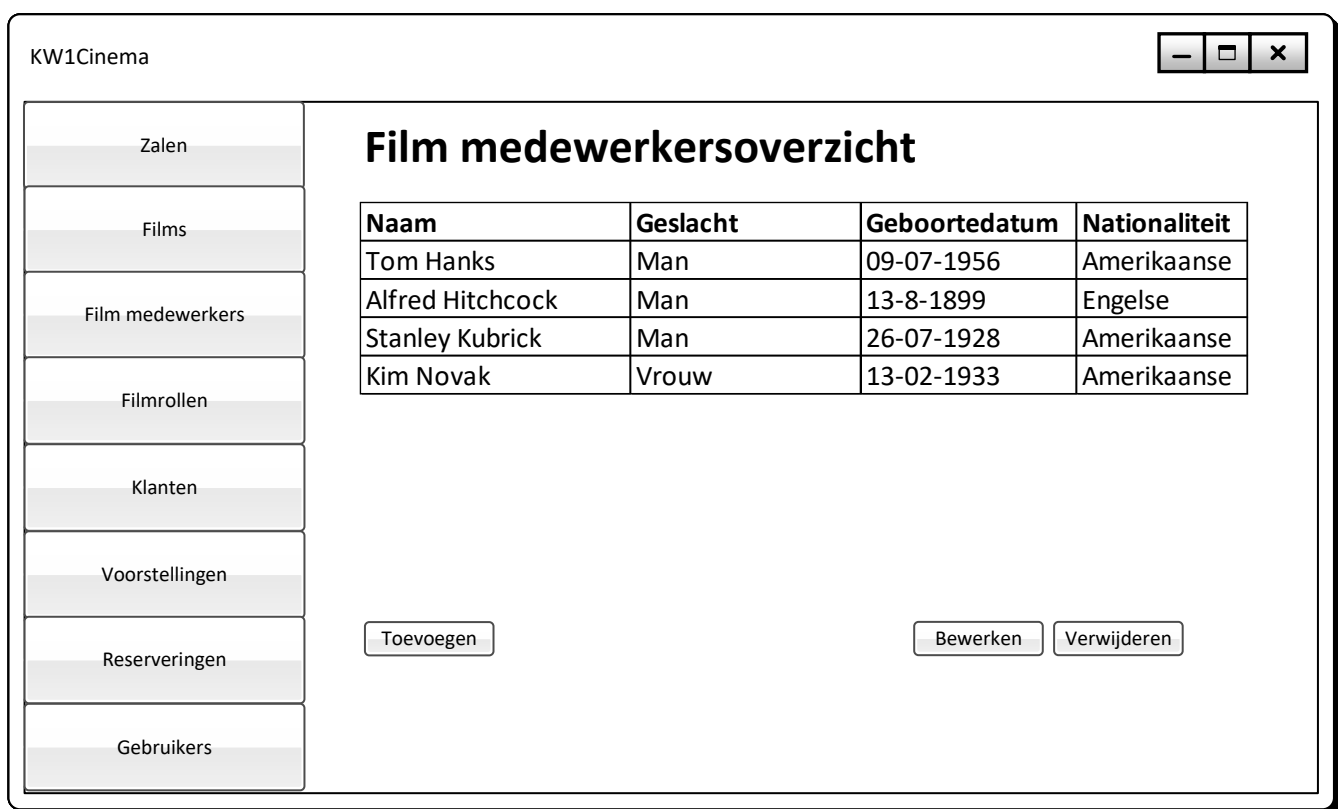 KW1Cinema
Zalen
Films
Film medewerkers
Filmrollen
Klanten
Voorstellingen
Reserveringen
Gebruikers
Film medewerkersoverzicht
Naam Geslacht Geboortedatum Nationaliteit
Tom Hanks Man 09-07-1956 Amerikaanse
Alfred Hitchcock Man 13-8-1899 Engelse
Stanley Kubrick Man 26-07-1928 Amerikaanse
Kim Novak Vrouw 13-02-1933 Amerikaanse
Toevoegen Bewerken Verwijderen